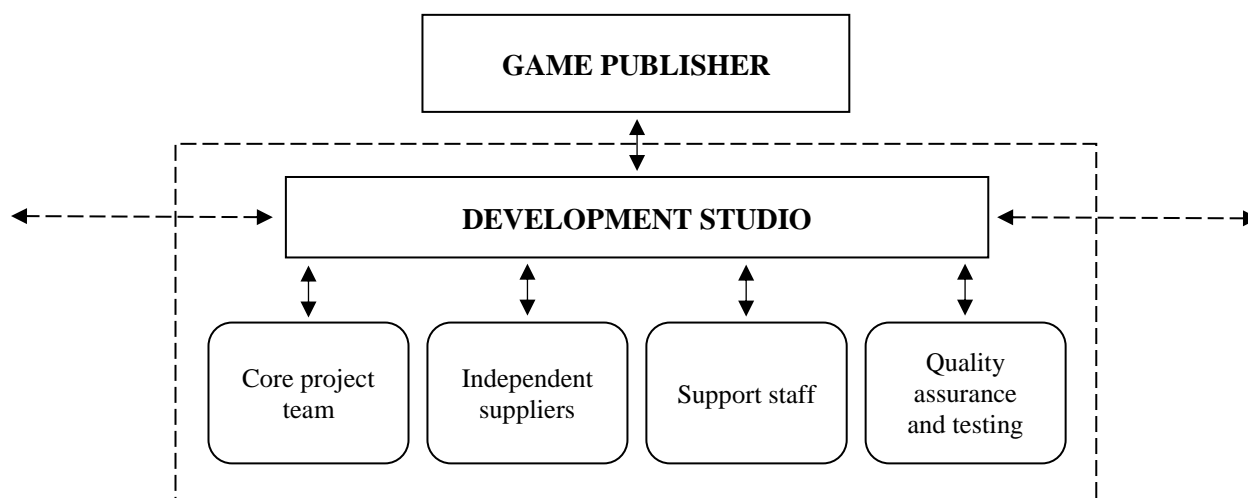 GAME PUBLISHER
DEVELOPMENT STUDIO
Core project
team
Independent
suppliers
Support staff
Quality
assurance
and testing